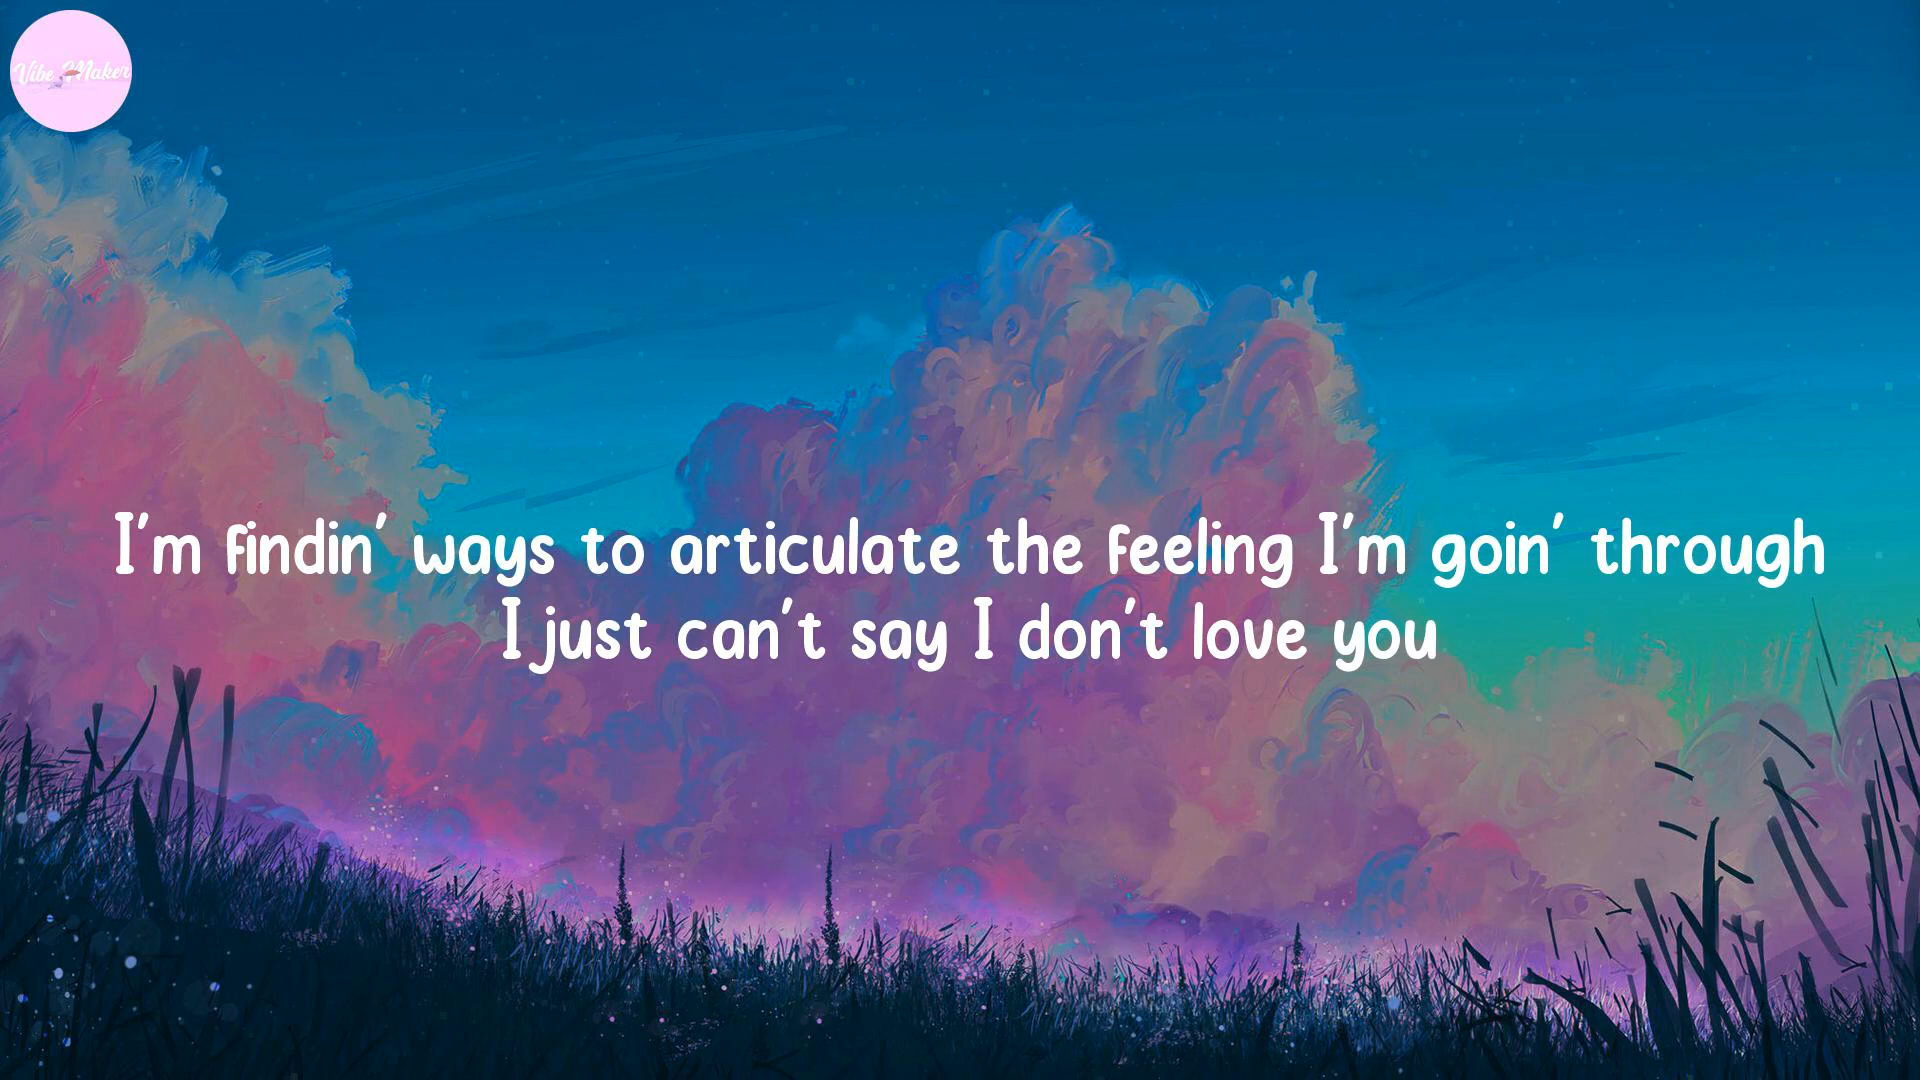 Vibe Maker
I'm findin' ways to articulate the feeling I'm goin' through
I just can't say I don't love you